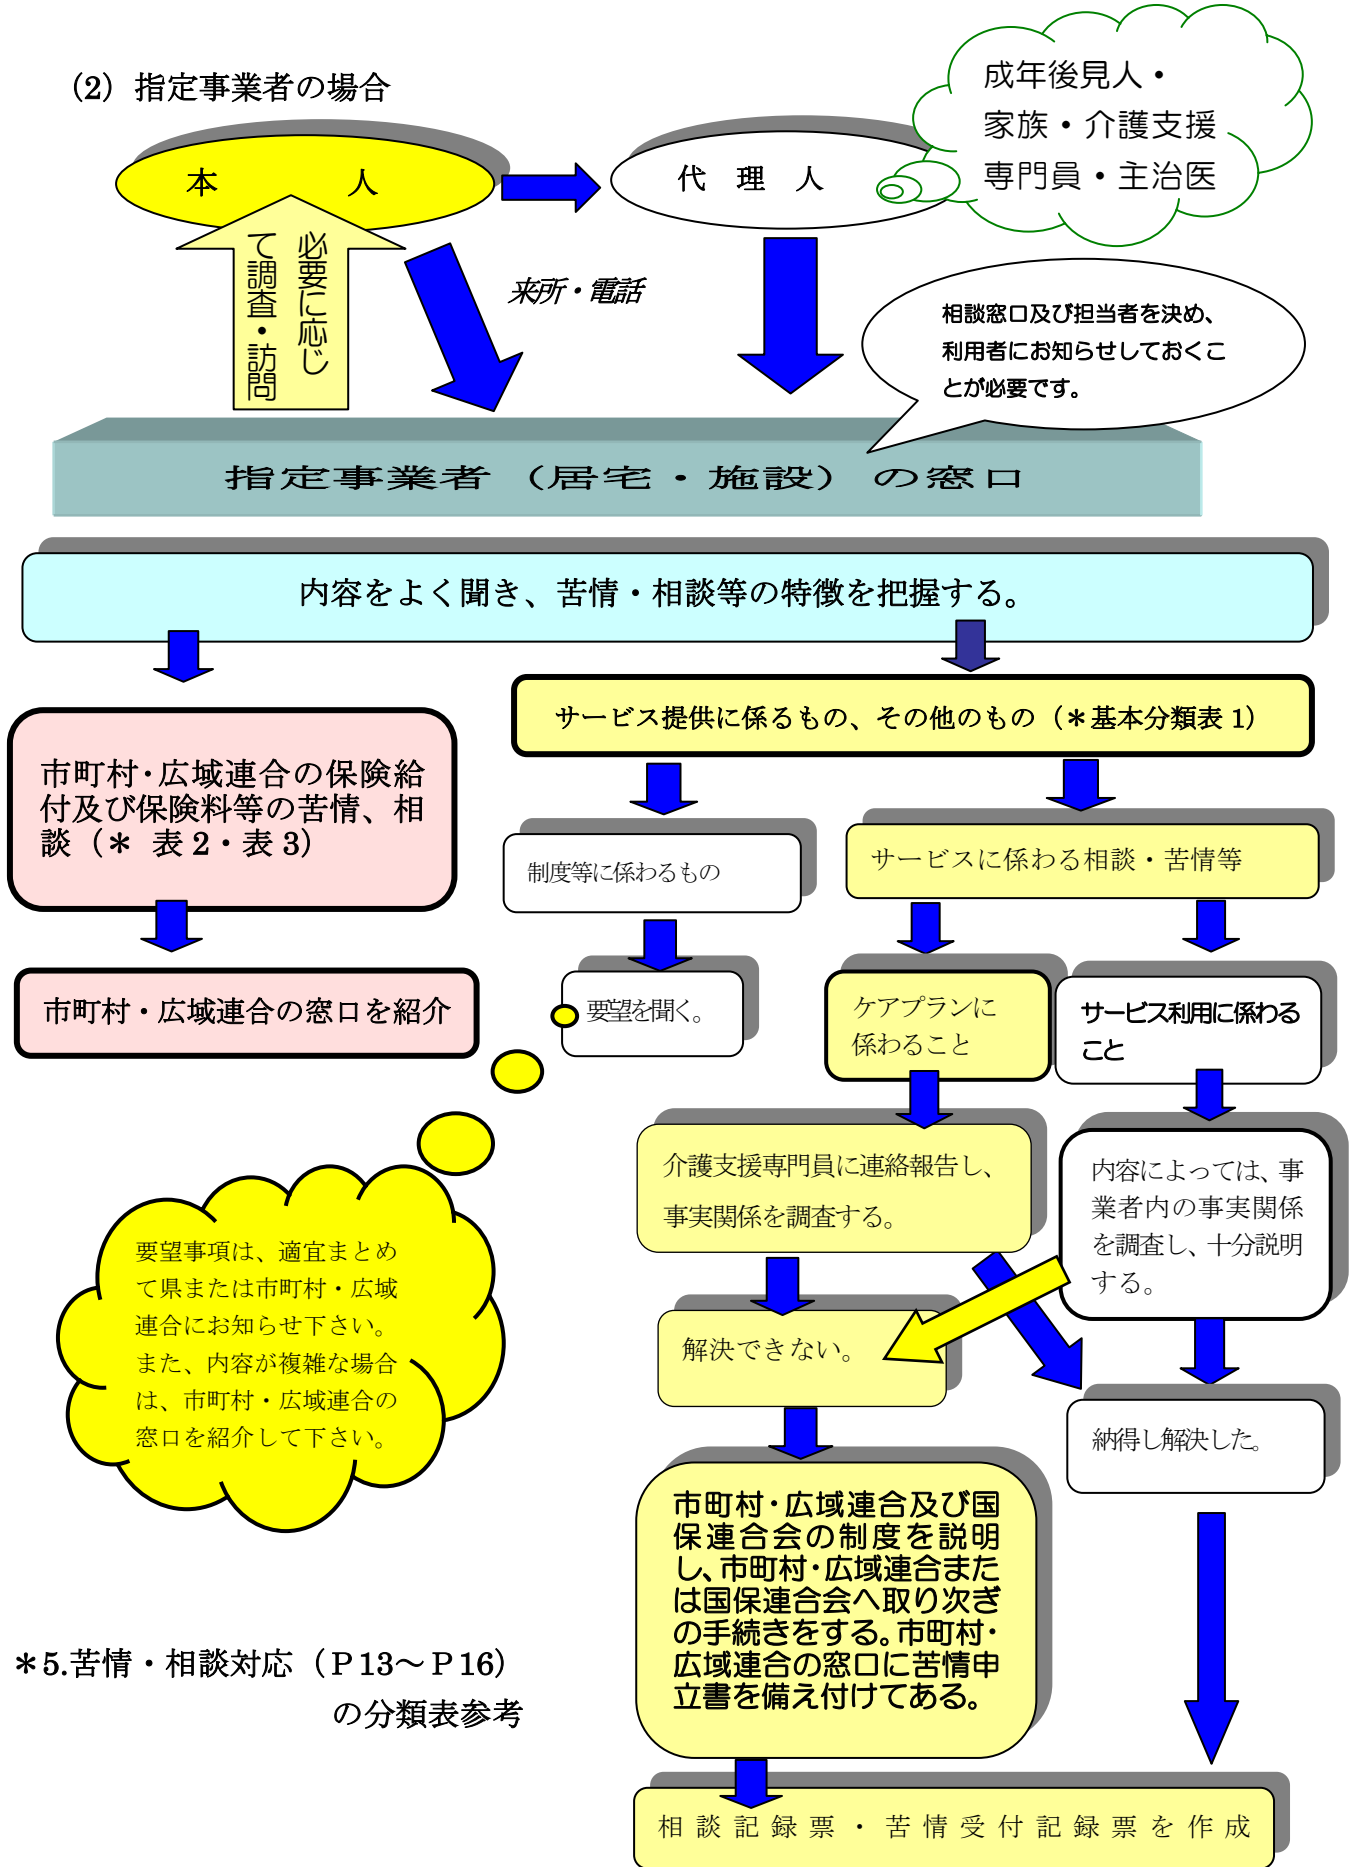 （2）指定事業者の場合
成年後見人・
家族・介護支援
専門員・主治医
本　　　人
代　理　人
必要に応じ
て調査・訪問
来所・電話
相談窓口及び担当者を決め、
利用者にお知らせしておくこ
とが必要です。
指定事業者（居宅・施設）の窓口
内容をよく聞き、苦情・相談等の特徴を把握する。
市町村・広域連合の保険給
付及び保険料等の苦情、相
談（＊ 表2・表3）
市町村・広域連合の窓口を紹介
サービス提供に係るもの、その他のもの（＊基本分類表1）
制度等に係わるもの
要望を聞く。
サービスに係わる相談・苦情等
ケアプランに
係わること
サービス利用に係わる
こと
介護支援専門員に連絡報告し、
事実関係を調査する。
内容によっては、事
業者内の事実関係
を調査し、十分説明
する。
要望事項は、適宜まとめ
て県または市町村・広域
連合にお知らせ下さい。
また、内容が複雑な場合
は、市町村・広域連合の
窓口を紹介して下さい。
解決できない。
納得し解決した。
市町村・広域連合及び国
保連合会の制度を説明
し、市町村・広域連合また
は国保連合会へ取り次ぎ
の手続きをする。市町村・
広域連合の窓口に苦情申
立書を備え付けてある。
＊5.苦情・相談対応（Ｐ13～Ｐ16）
の分類表参考
相談記録票・苦情受付記録票を作成